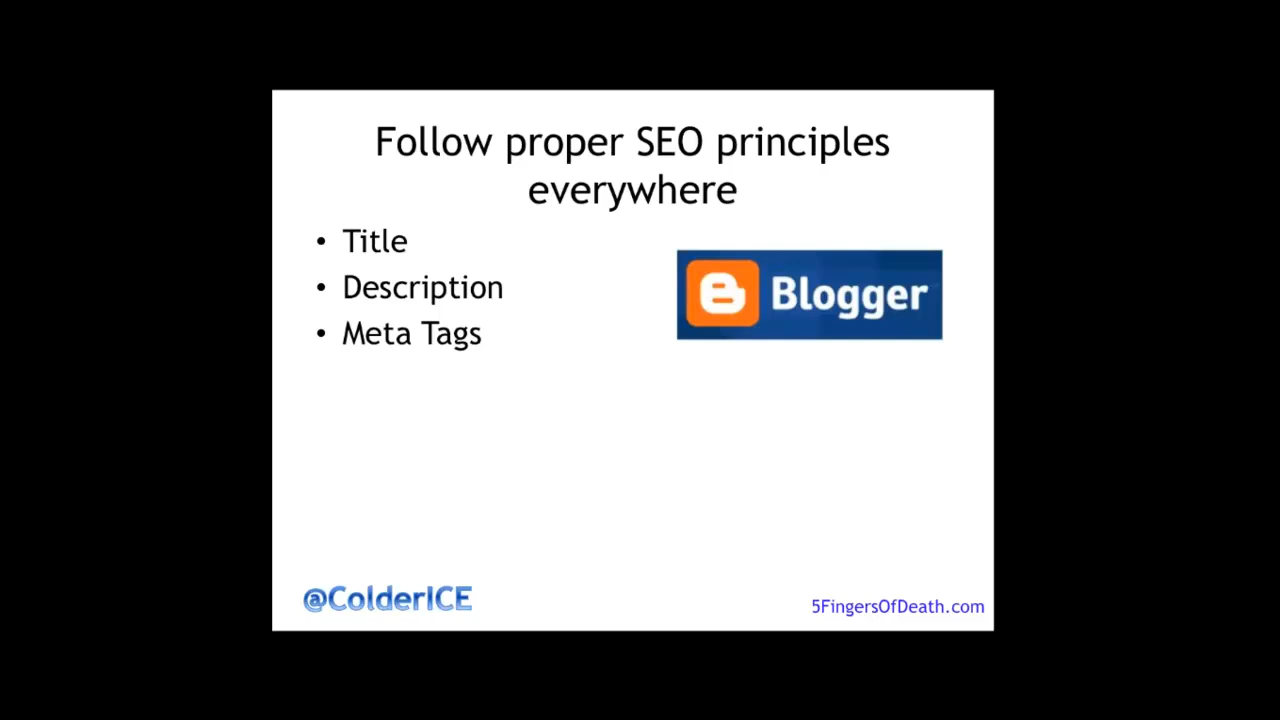 Follow proper SEO principles
everywhere
• Title
• Description
• Meta Tags
Blogger
@ColderICE
5FingersOfDeath.com